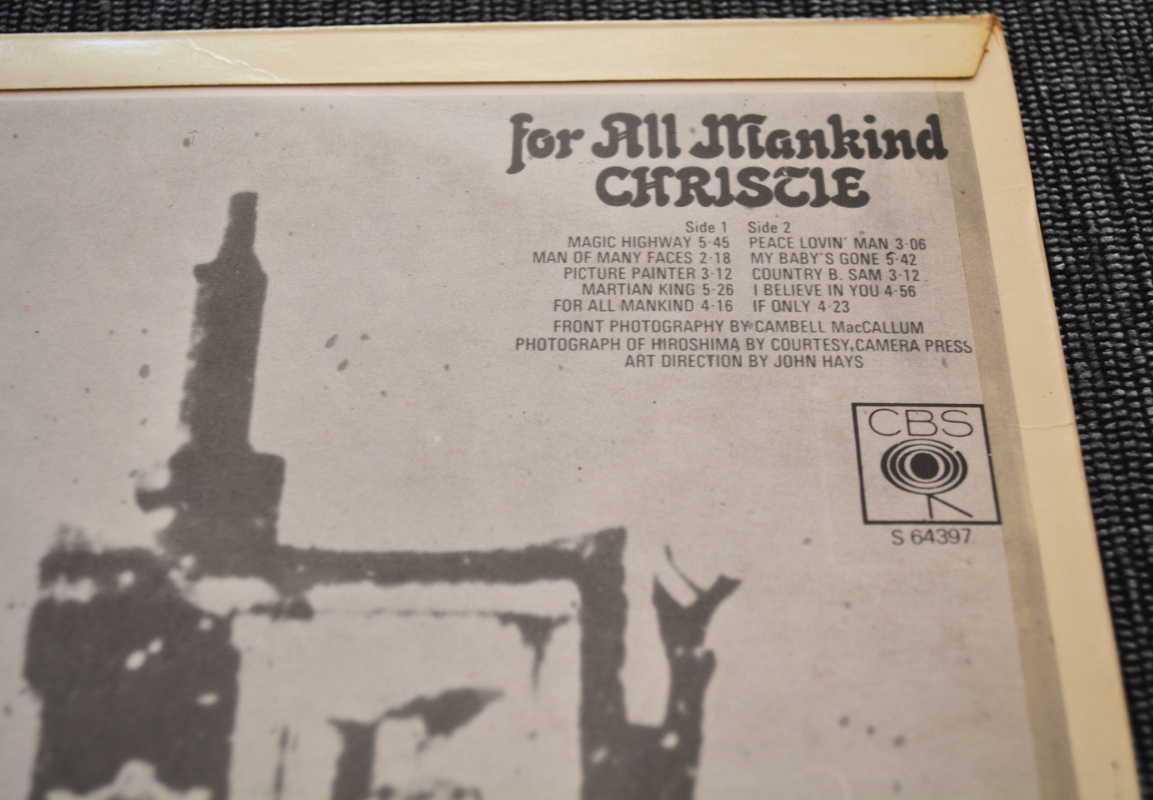 for All Mankind
CHRISTIE
Side 1 Side 2
MAGIC HIGHWAY 5·45 PEACE LOVIN' MAN 3·06
MAN OF MANY FACES 2·18 MY BABY'S GONE 5·42
PICTURE PAINTER 3·12 COUNTRY B. SAM 3·12
MARTIAN KING 5·26 I BELIEVE IN YOU 4·56
FOR ALL MANKIND 4·16 IF ONLY 4·23
FRONT PHOTOGRAPHY BY CAMBELL MacCALLUM
PHOTOGRAPH OF HIROSHIMA BY COURTESY, CAMERA PRESS
ART DIRECTION BY JOHN HAYS
CBS
S 64397